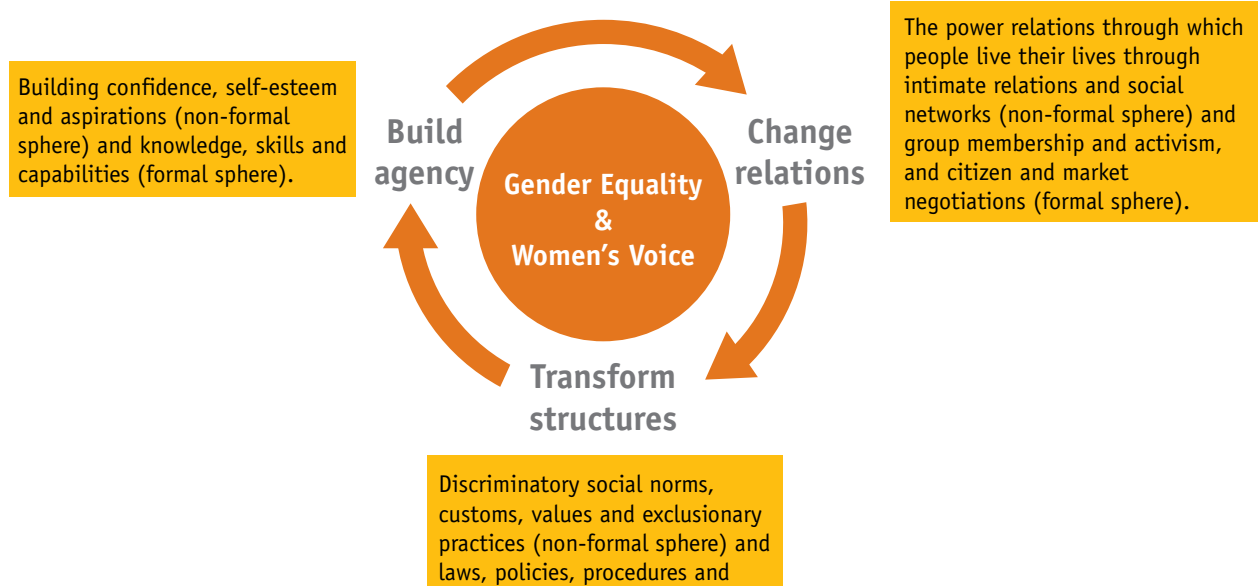 Building confidence, self-esteem
and aspirations (non-formal
sphere) and knowledge, skills and
capabilities (formal sphere).
Build
agency
Gender Equality
&
Women's Voice
Change
relations
The power relations through which
people live their lives through
intimate relations and social
networks (non-formal sphere) and
group membership and activism,
and citizen and market
negotiations (formal sphere).
Transform
structures
Discriminatory social norms,
customs, values and exclusionary
practices (non-formal sphere) and
laws, policies, procedures and